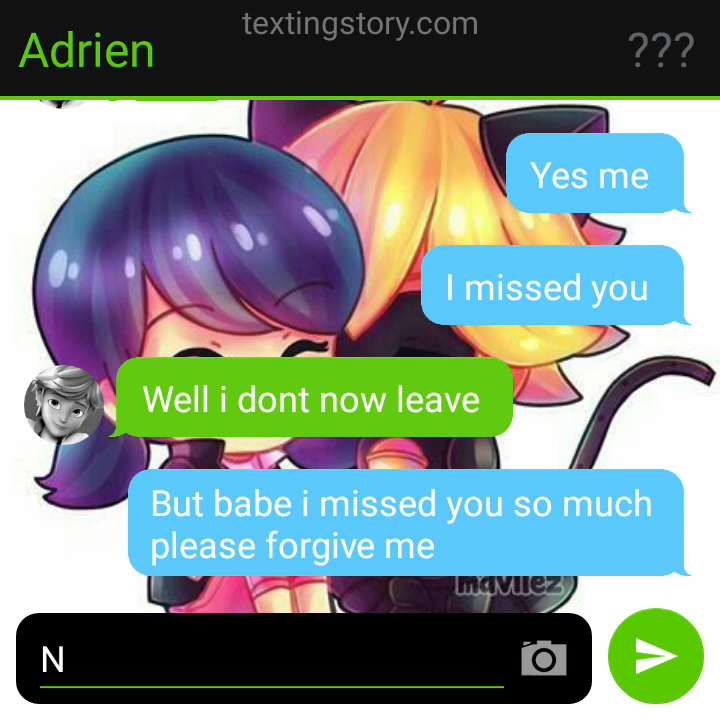 textingstory.com
Adrien
???
Yes me
I missed you
Well i dont now leave
But babe i missed you so much
please forgive me
mavilez
N